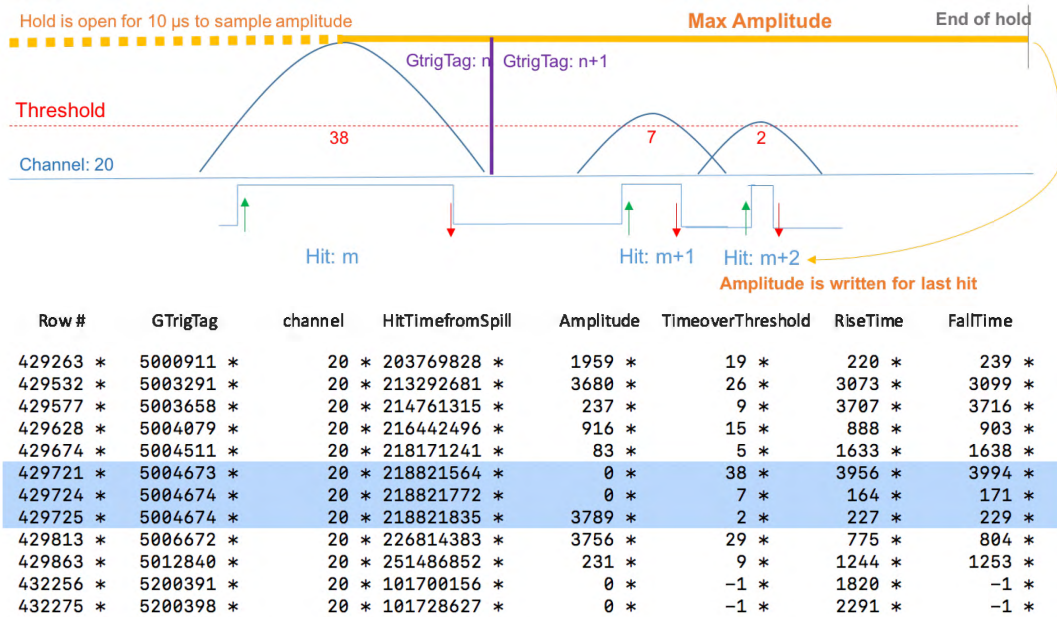 Hold is open for 10 µs to sample amplitude
Max Amplitude
End of hold
GtrigTag: n
GtrigTag: n+1
Threshold
38
7
2
Channel: 20
Hit: m
Hit: m+1
Hit: m+2
Amplitude is written for last hit
Row # GTrigTag channel HitTimefromSpill Amplitude TimeoverThreshold RiseTime FallTime
429263 * 5000911 * 20 * 203769828 * 1959 * 19 * 220 * 239 *
429532 * 5003291 * 20 * 213292681 * 3680 * 26 * 3073 * 3099 *
429577 * 5003658 * 20 * 214761315 * 237 * 9 * 3707 * 3716 *
429628 * 5004079 * 20 * 216442496 * 916 * 15 * 888 * 903 *
429674 * 5004511 * 20 * 218171241 * 83 * 5 * 1633 * 1638 *
429721 * 5004673 * 20 * 218821564 * 0 * 38 * 3956 * 3994 *
429724 * 5004674 * 20 * 218821772 * 0 * 7 * 164 * 171 *
429725 * 5004674 * 20 * 218821835 * 3789 * 2 * 227 * 229 *
429813 * 5006672 * 20 * 226814383 * 3756 * 29 * 775 * 804 *
429863 * 5012840 * 20 * 251486852 * 231 * 9 * 1244 * 1253 *
432256 * 5200391 * 20 * 101700156 * 0 * -1 * 1820 * -1 *
432275 * 5200398 * 20 * 101728627 * 0 * -1 * 2291 * -1 *